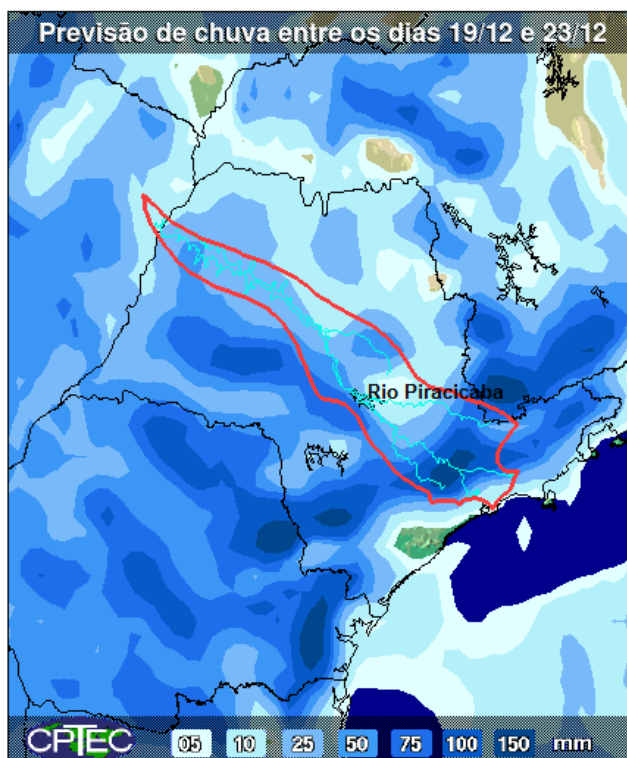 Previsão de chuva entre os dias 19/12 e 23/12
Rio Piracicaba
CPTEC 05 10 25 50 75 100 150 mm